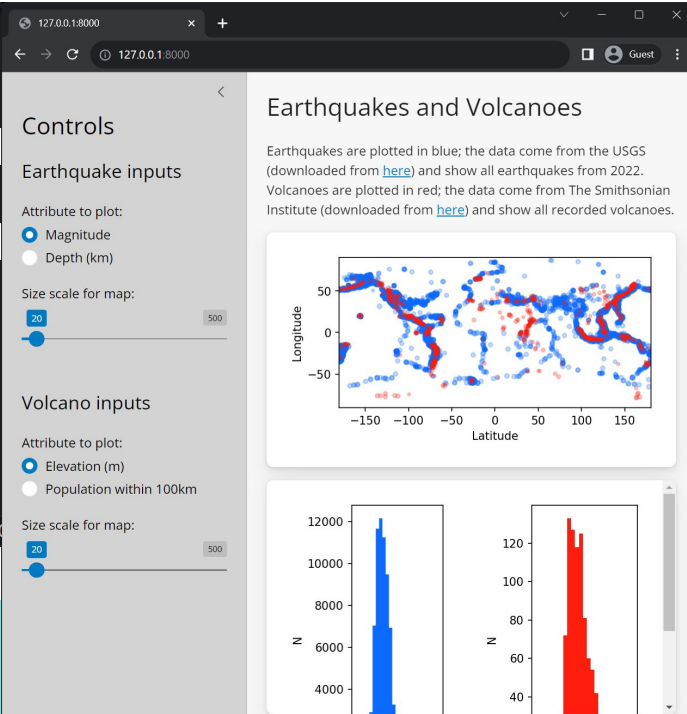 127.0.0.1:8000
127.0.0.1:8000
Guest
Controls
Earthquake inputs
Attribute to plot:
Magnitude
Depth (km)
Size scale for map:
20 500
Volcano inputs
Attribute to plot:
Elevation (m)
Population within 100km
Size scale for map:
20 500
Earthquakes and Volcanoes
Earthquakes are plotted in blue; the data come from the USGS
(downloaded from here) and show all earthquakes from 2022.
Volcanoes are plotted in red; the data come from The Smithsonian
Institute (downloaded from here) and show all recorded volcanoes.
Longitude
50
0
−50
−150 −100 −50 0 50 100 150
Latitude
N
12000
10000
8000
6000
4000
N
120
100
80
60
40